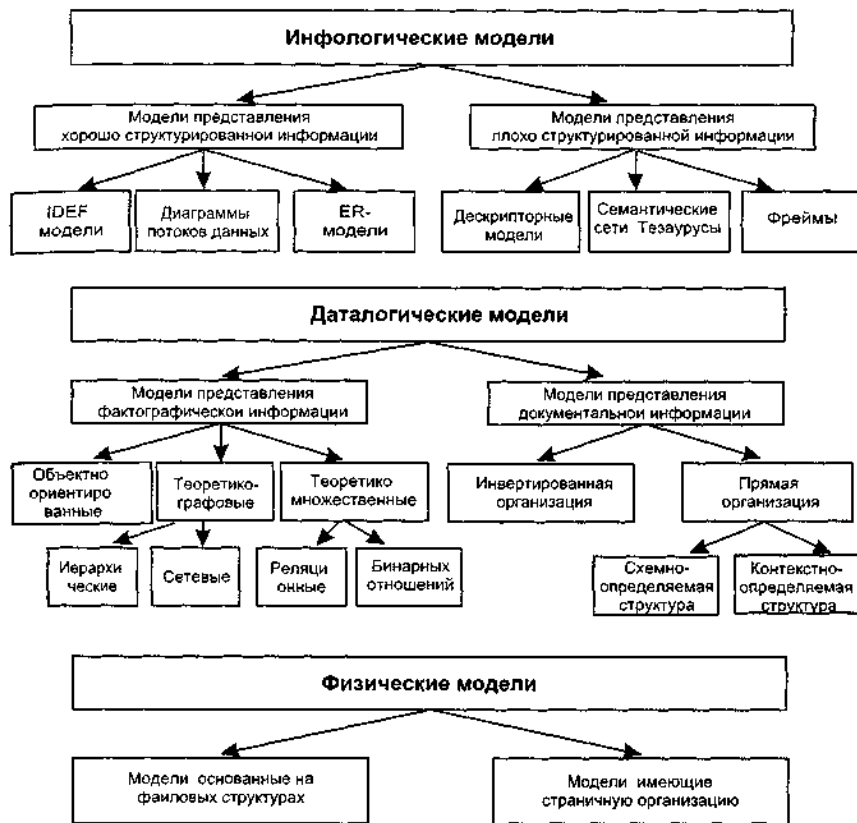 Инфологические модели
Модели представления
хорошо структурированной информации
Модели представления
плохо структурированной информации
IDEF
модели
Диаграммы
потоков данных
ER-
модели
Дескрипторные
модели
Семантические
сети Тезаурусы
Фреймы
Даталогические модели
Модели представления
фактографической информации
Модели представления
документальной информации
Объектно
ориентиро
ванные
Теоретико-
графовые
Теоретико
множественные
Инвертированная
организация
Прямая
организация
Иерархи
ческие
Сетевые
Реляци
онные
Бинарных
отношений
Схемно-
определяемая
структура
Контекстно-
определяемая
структура
Физические модели
Модели основанные на
файловых структурах
Модели имеющие
страничную организацию